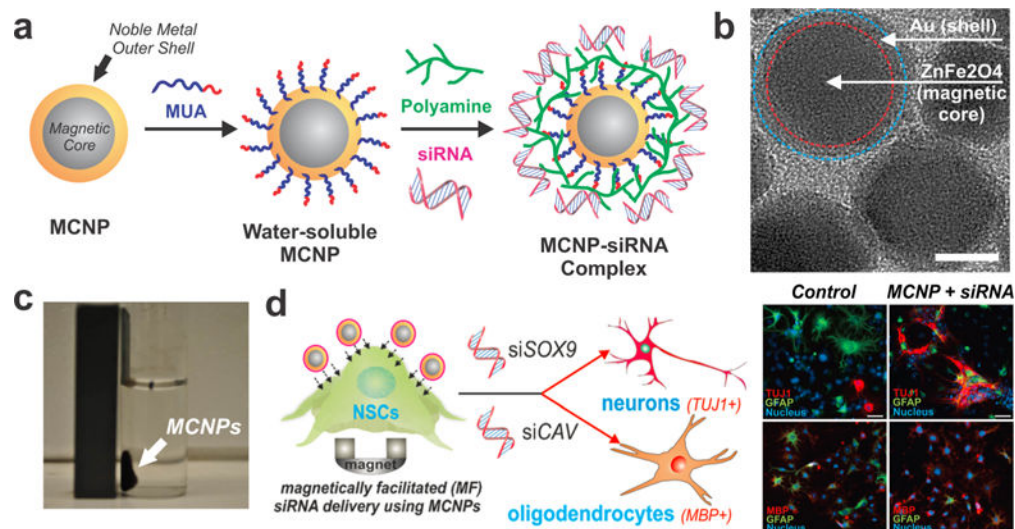 a
Noble Metal
Outer Shell
Magnetic
Core
MCNP
MUA
Water-soluble
MCNP
Polyamine
siRNA
MCNP-siRNA
Complex
b
Au (shell)
ZnFe2O4
(magnetic
core)
c
MCNPs
d
NSCs
magnet
magnetically facilitated (MF)
siRNA delivery using MCNPs
siSOX9
siCAV
neurons (TUJ1+)
oligodendrocytes (MBP+)
Control
MCNP + siRNA
TUJ1
GFAP
Nucleus
TUJ1
GFAP
Nucleus
MBP
GFAP
Nucleus
MBP
GFAP
Nucleus